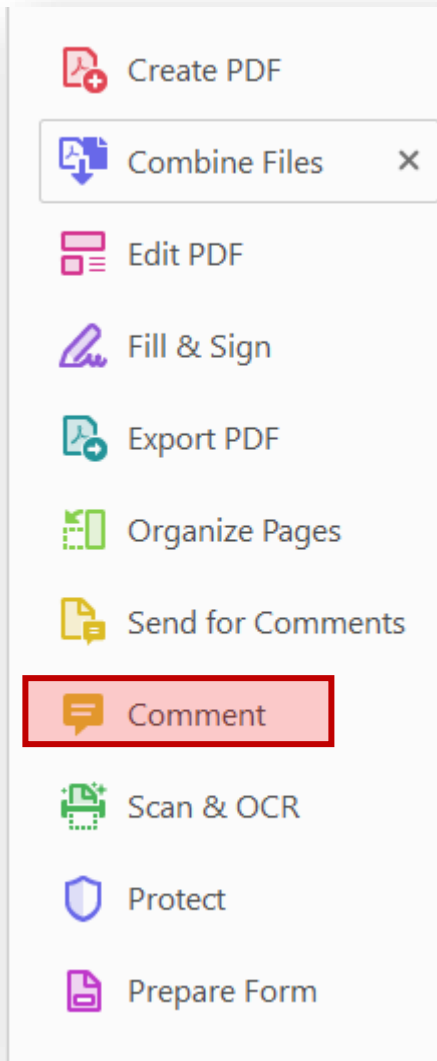 Create PDF
Combine Files
Edit PDF
Fill & Sign
Export PDF
Organize Pages
Send for Comments
Comment
Scan & OCR
Protect
Prepare Form